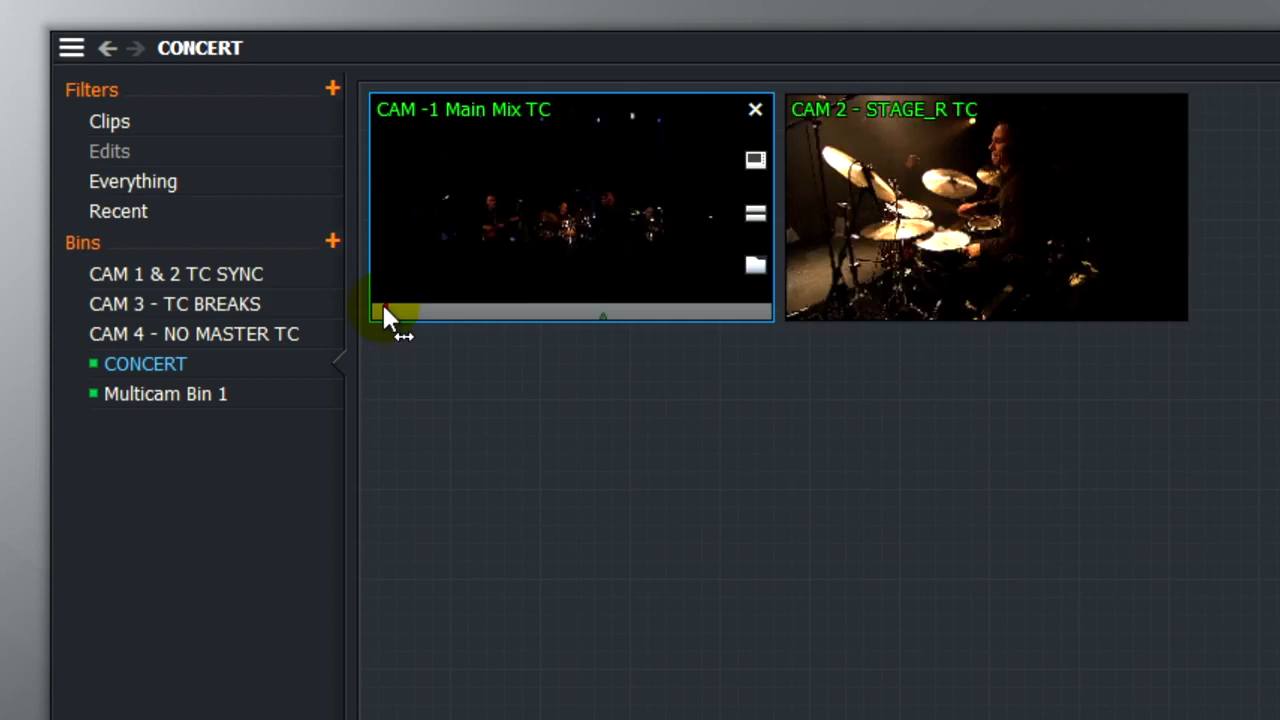 CONCERT
Filters +
Clips
Edits
Everything
Recent
Bins +
CAM 1 & 2 TC SYNC
CAM 3 - TC BREAKS
CAM 4 - NO MASTER TC
CONCERT
Multicam Bin 1
CAM -1 Main Mix TC
CAM 2 - STAGE_R TC